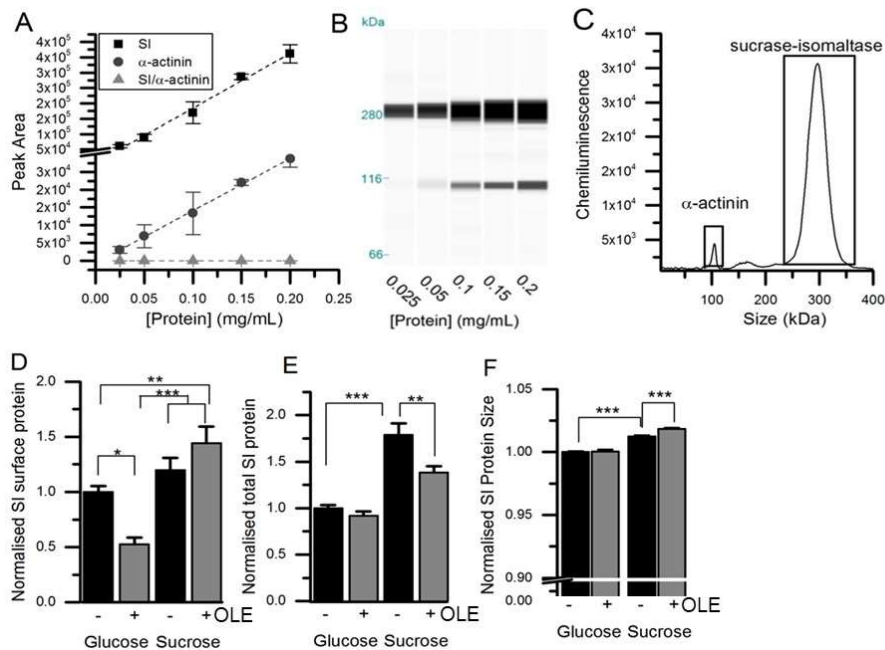 A
SI
α-actinin
SI/α-actinin
4x10⁵
4x10⁵
3x10⁵
3x10⁵
2x10⁵
2x10⁵
1x10⁵
5x10⁴
3x10⁴
2x10⁴
2x10⁴
1x10⁴
5x10³
0
Peak Area
0.00 0.05 0.10 0.15 0.20 0.25
[Protein] (mg/mL)
B
kDa
280
116
66
0.025 0.05 0.1 0.15 0.2
[Protein] (mg/mL)
C
sucrase-isomaltase
α-actinin
4x10⁴
3x10⁴
3x10⁴
2x10⁴
2x10⁴
1x10⁴
5x10³
Chemiluminescence
0 100 200 300 400
Size (kDa)
D
2.0
1.5
1.0
0.5
0.0
Normalised SI surface protein
**
***
*
- + - + OLE
Glucose Sucrose
E
2.0
1.5
1.0
0.5
0.0
Normalised total SI protein
*** **
- + - + OLE
Glucose Sucrose
F
1.05
1.00
0.95
0.90
0.00
Normalised SI Protein Size
***
***
- + - + OLE
Glucose Sucrose